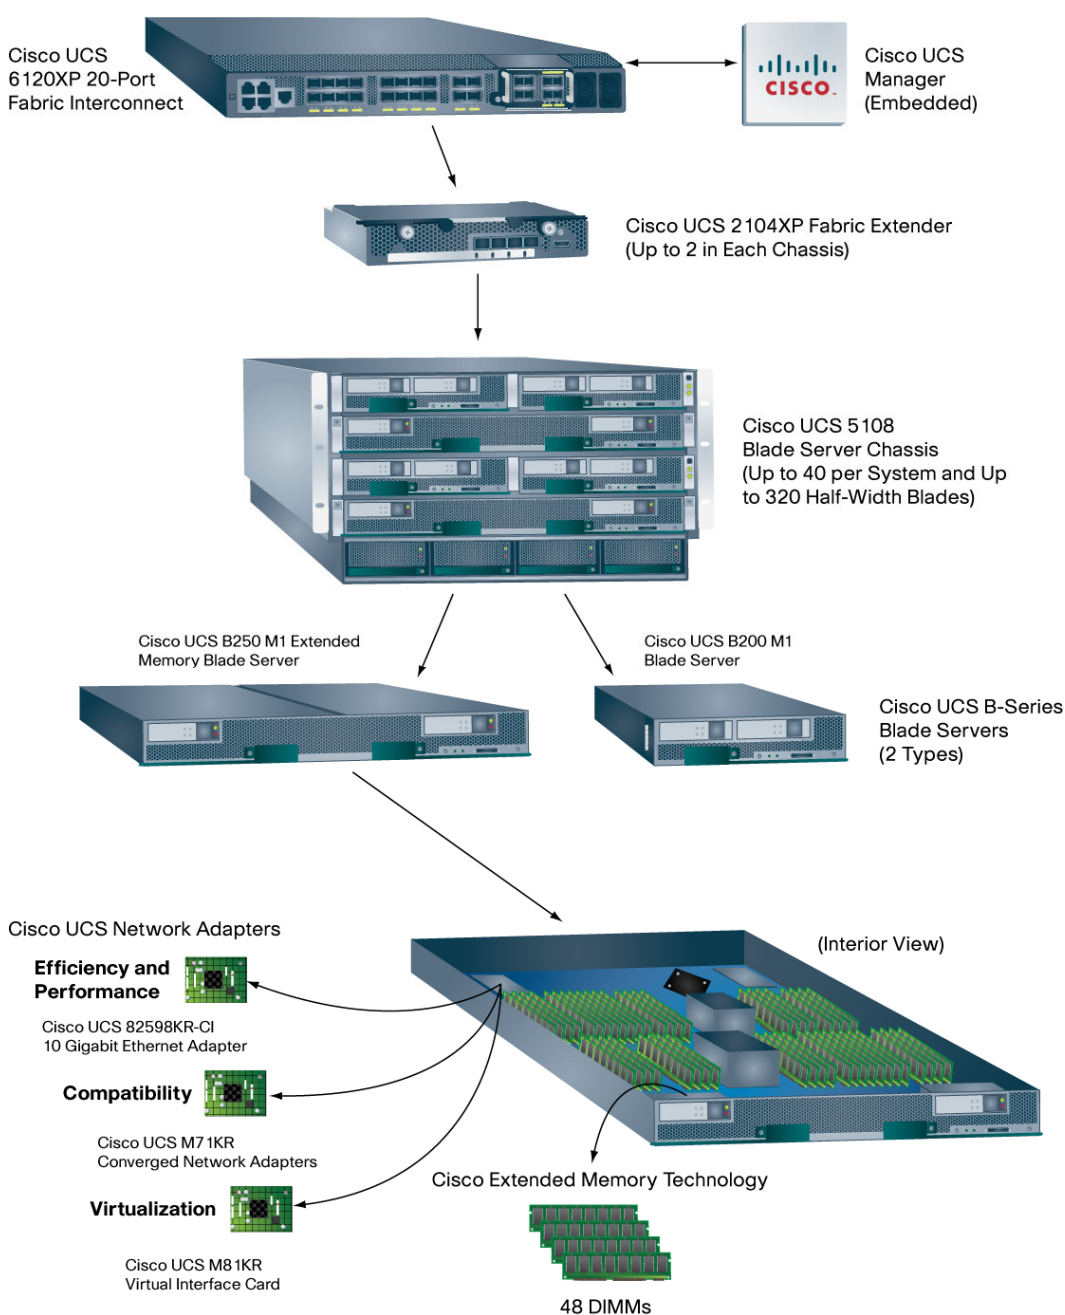 Cisco UCS
6120XP 20-Port
Fabric Interconnect
CISCO
Cisco UCS
Manager
(Embedded)
Cisco UCS 2104XP Fabric Extender
(Up to 2 in Each Chassis)
Cisco UCS 5108
Blade Server Chassis
(Up to 40 per System and Up
to 320 Half-Width Blades)
Cisco UCS B250 M1 Extended
Memory Blade Server
Cisco UCS B200 M1
Blade Server
Cisco UCS B-Series
Blade Servers
(2 Types)
Cisco UCS Network Adapters
(Interior View)
Efficiency and
Performance
Cisco UCS 82598KR-CI
10 Gigabit Ethernet Adapter
Compatibility
Cisco UCS M71KR
Converged Network Adapters
Virtualization
Cisco UCS M81KR
Virtual Interface Card
Cisco Extended Memory Technology
48 DIMMs